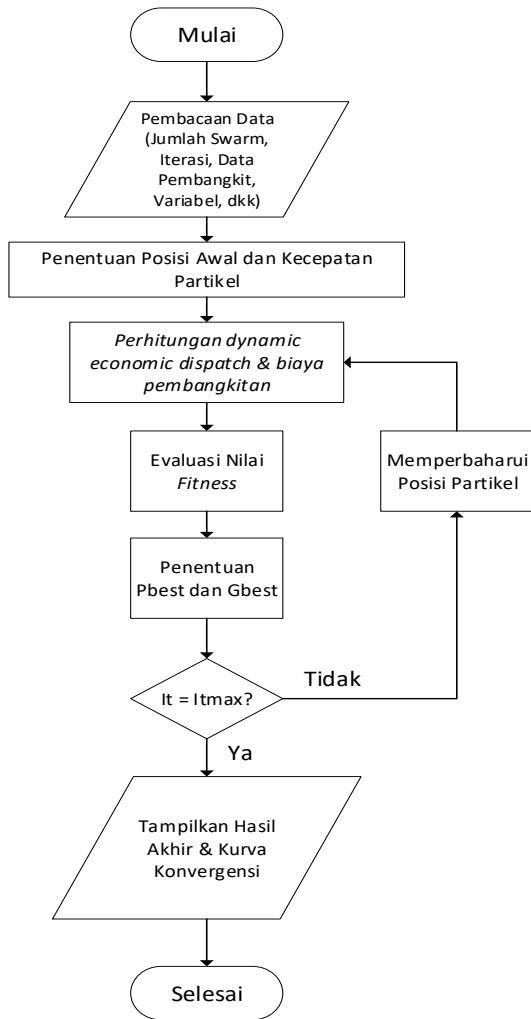 Mulai
Pembacaan Data
(Jumlah Swarm,
Iterasi, Data
Pembangkit,
Variabel, dkk)
Penentuan Posisi Awal dan Kecepatan
Partikel
Perhitungan dynamic
economic dispatch & biaya
pembangkitan
Evaluasi Nilai
Fitness
Memperbaharui
Posisi Partikel
Penentuan
Pbest dan Gbest
It = Itmax?
Tidak
Ya
Tampilkan Hasil
Akhir & Kurva
Konvergensi
Selesai